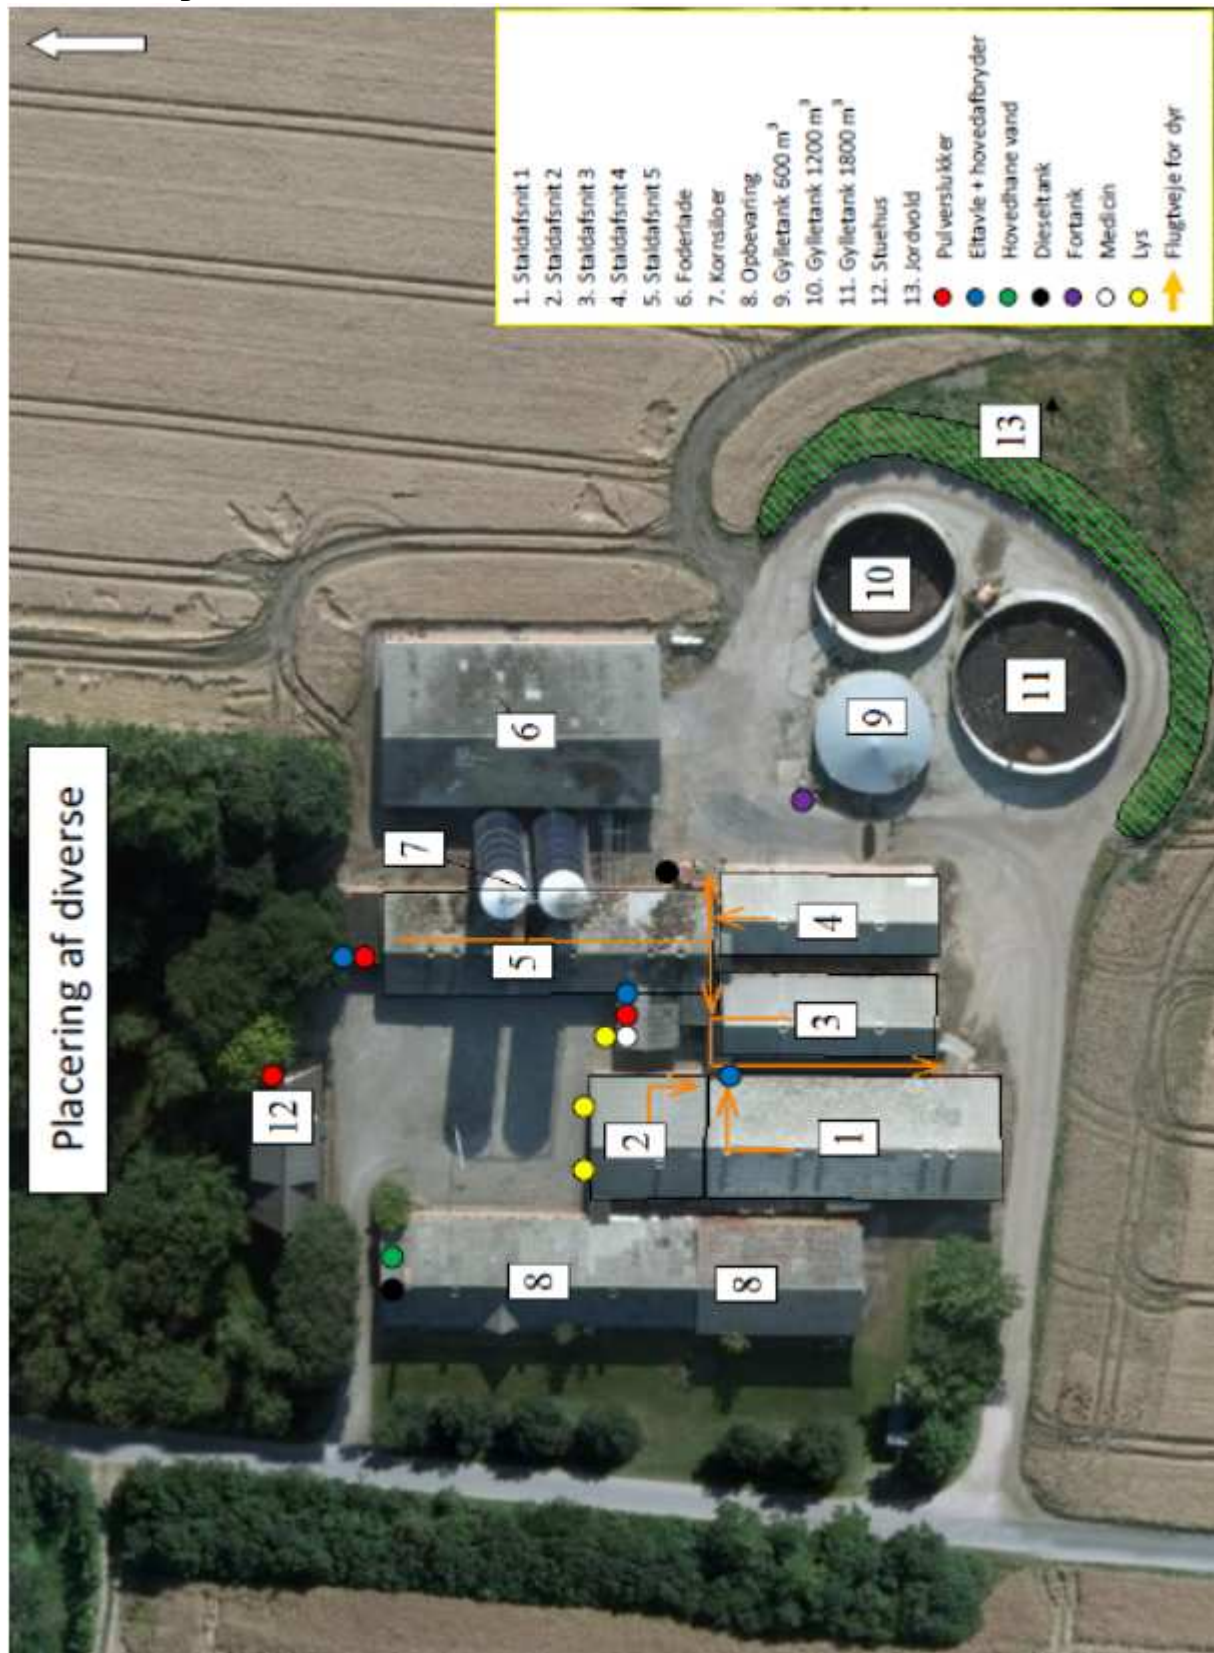 Placering af diverse
1. Staldafsnit 1
2. Staldafsnit 2
3. Staldafsnit 3
4. Staldafsnit 4
5. Staldafsnit 5
6. Foderlade
7. Kornsiloer
8. Opbevaring
9. Gylletank 600 m³
10. Gylletank 1200 m³
11. Gylletank 1800 m³
12. Stuehus
13. Jordvold
Pulverslukker
Eltavle + hovedafbryder
Hovedhane vand
Dieseltank
Fortank
Medicin
Lys
Flugtveje for dyr
12
7
5
6
8
8
2
1
3
4
9
10
11
13